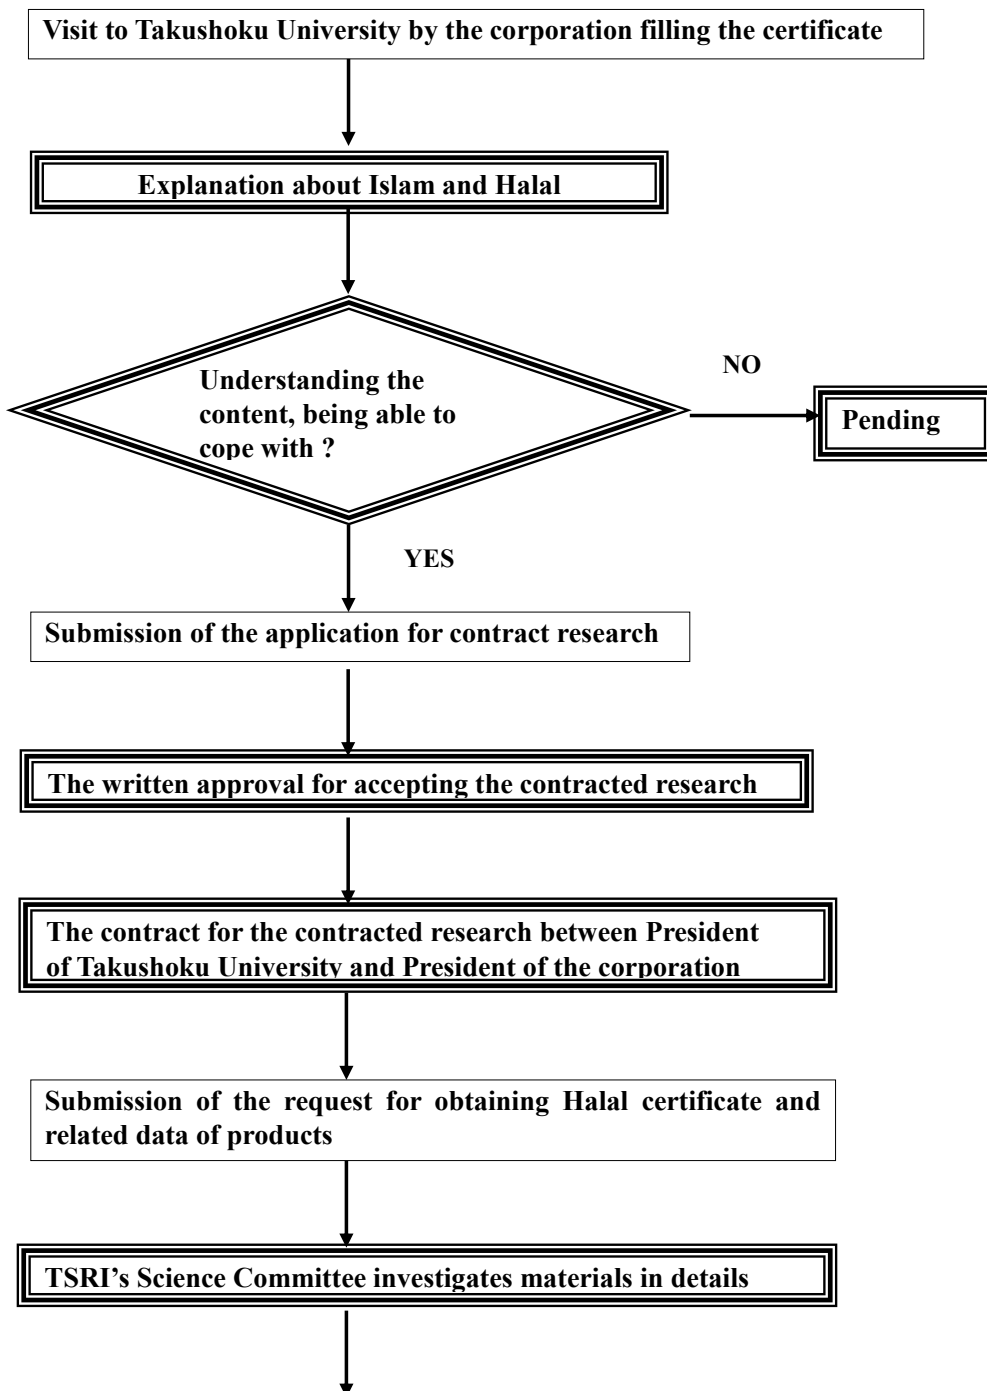 Visit to Takushoku University by the corporation filling the certificate
Explanation about Islam and Halal
Understanding the
content, being able to
cope with ?
NO
Pending
YES
Submission of the application for contract research
The written approval for accepting the contracted research
The contract for the contracted research between President
of Takushoku University and President of the corporation
Submission of the request for obtaining Halal certificate and
related data of products
TSRI’s Science Committee investigates materials in details